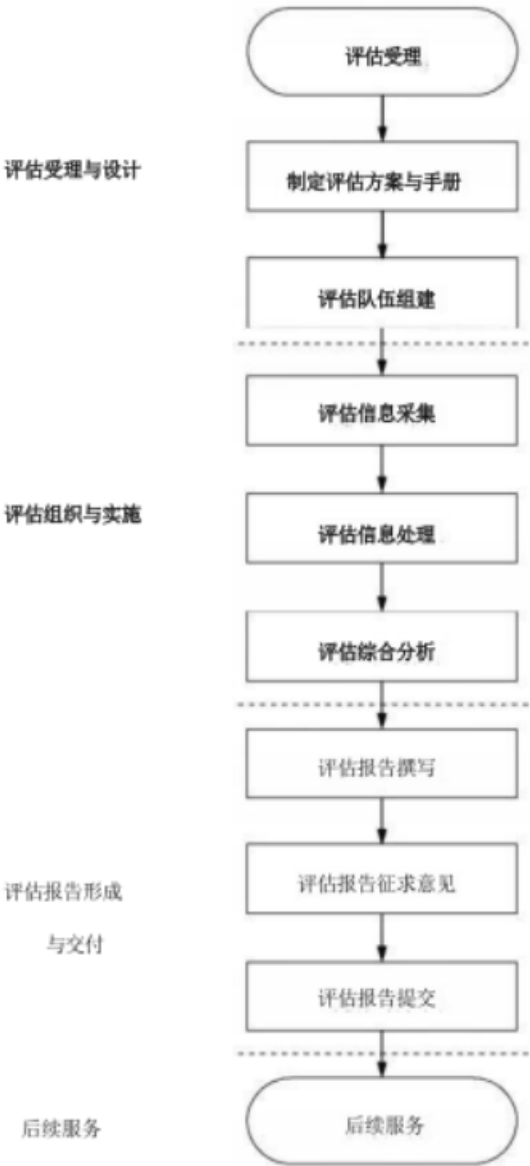 评估受理
评估受理与设计
制定评估方案与手册
评估队伍组建
评估信息采集
评估组织与实施
评估信息处理
评估综合分析
评估报告撰写
评估报告形成
与交付
评估报告征求意见
评估报告提交
后续服务
后续服务